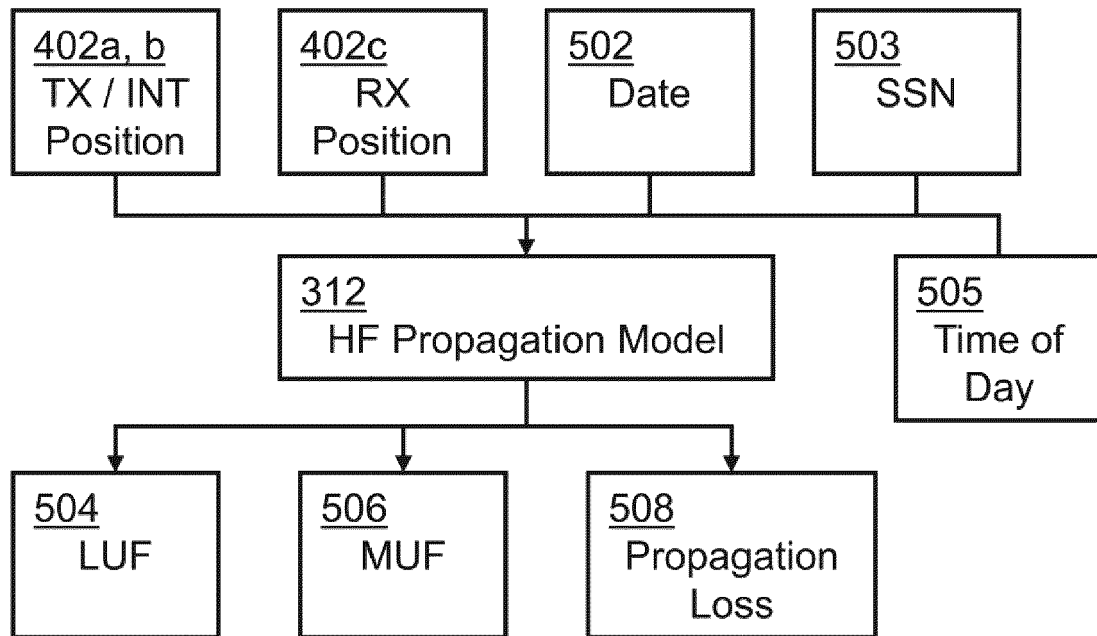 402a, b
TX / INT
Position
402c
RX
Position
502
Date
503
SSN
312
HF Propagation Model
505
Time of
Day
504
LUF
506
MUF
508
Propagation
Loss